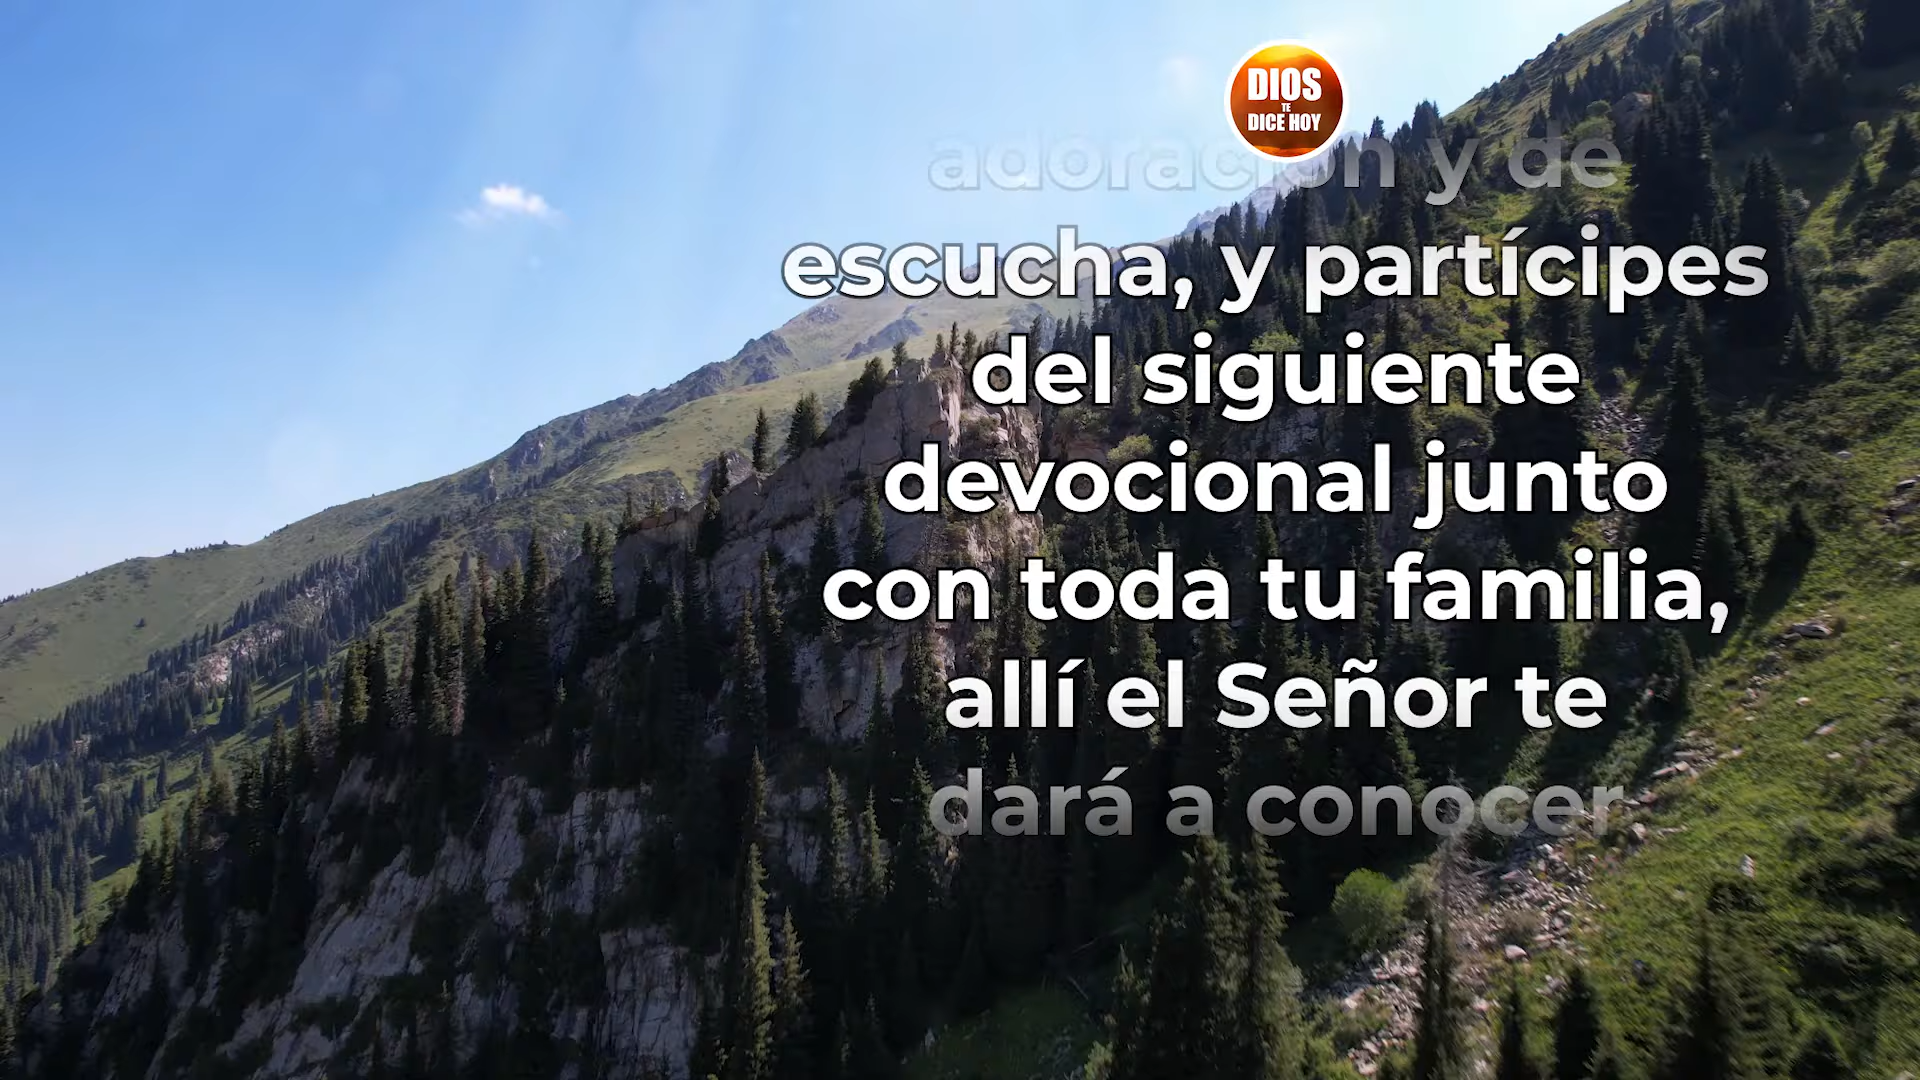 DIOS
TE
DICE HOY
adoración y de
escucha, y partícipes
del siguiente
devocional junto
con toda tu familia,
allí el Señor te
dará a conocer